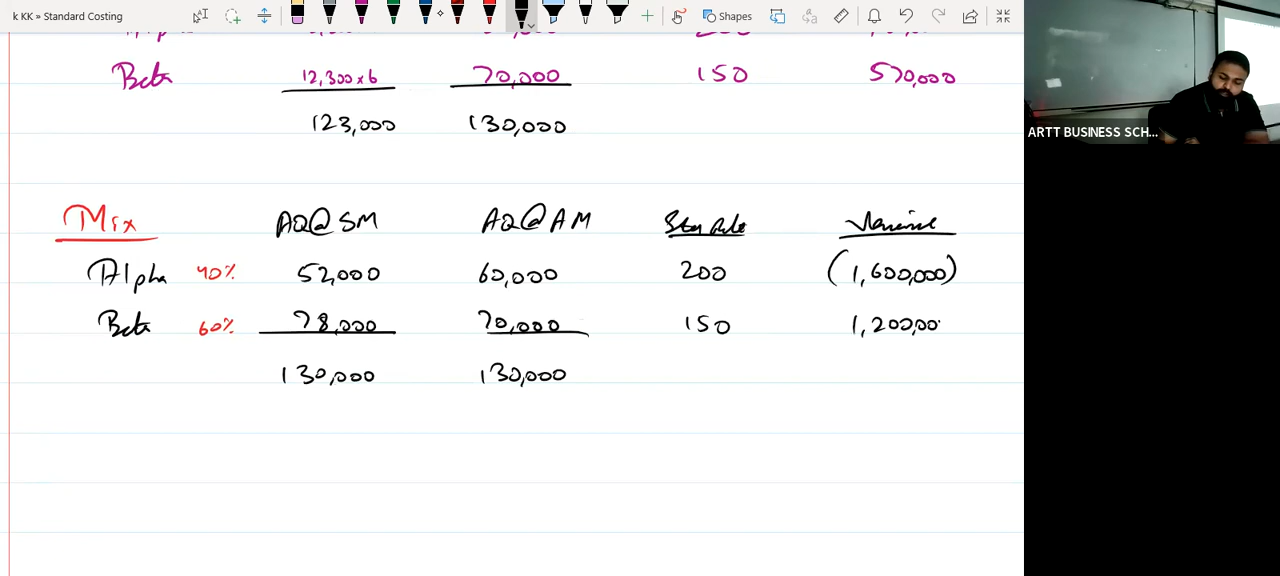 k KK » Standard Costing
Shapes
ARTT BUSINESS SCH...
Beta 12,300 x 6 70,000 150 570,000
123,000 130,000
Mix AQ@SM AQ@AM Std Rate Variance
Alpha 40% 52,000 60,000 200 (1,600,000)
Beta 60% 78,000 70,000 150 1,200,00
130,000 130,000